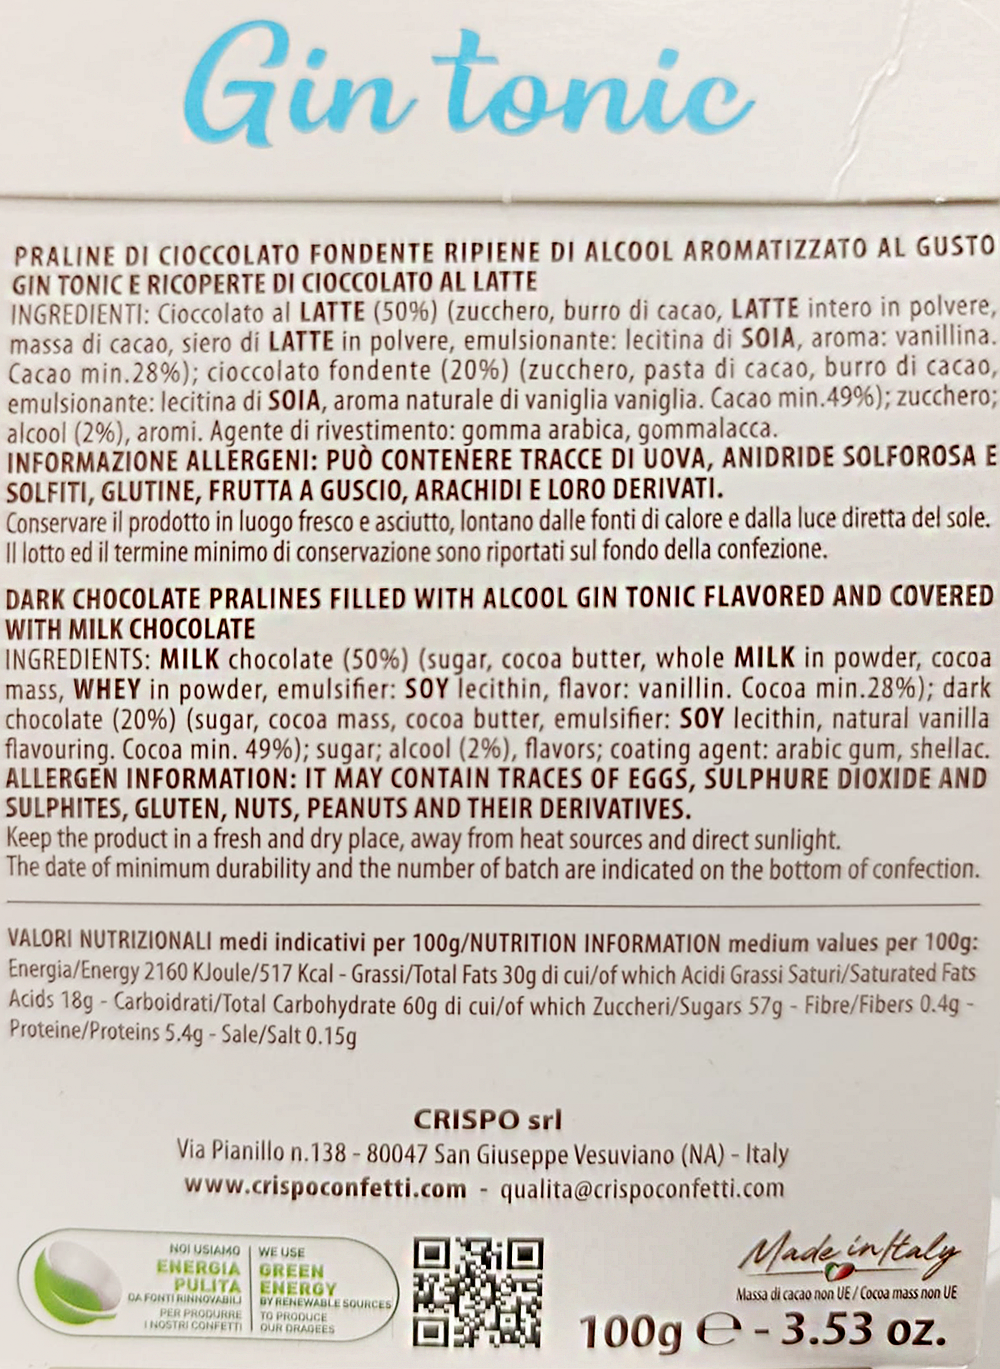 Gin tonic
PRALINE DI CIOCCOLATO FONDENTE RIPIENE DI ALCOOL AROMATIZZATO AL GUSTO
GIN TONIC E RICOPERTE DI CIOCCOLATO AL LATTE
INGREDIENTI: Cioccolato al LATTE (50%) (zucchero, burro di cacao, LATTE intero in polvere,
massa di cacao, siero di LATTE in polvere, emulsionante: lecitina di SOIA, aroma: vanillina.
Cacao min.28%); cioccolato fondente (20%) (zucchero, pasta di cacao, burro di cacao,
emulsionante: lecitina di SOIA, aroma naturale di vaniglia vaniglia. Cacao min.49%); zucchero;
alcool (2%), aromi. Agente di rivestimento: gomma arabica, gommalacca.
INFORMAZIONE ALLERGENI: PUÒ CONTENERE TRACCE DI UOVA, ANIDRIDE SOLFOROSA E
SOLFITI, GLUTINE, FRUTTA A GUSCIO, ARACHIDI E LORO DERIVATI.
Conservare il prodotto in luogo fresco e asciutto, lontano dalle fonti di calore e dalla luce diretta del sole.
Il lotto ed il termine minimo di conservazione sono riportati sul fondo della confezione.
DARK CHOCOLATE PRALINES FILLED WITH ALCOOL GIN TONIC FLAVORED AND COVERED
WITH MILK CHOCOLATE
INGREDIENTS: MILK chocolate (50%) (sugar, cocoa butter, whole MILK in powder, cocoa
mass, WHEY in powder, emulsifier: SOY lecithin, flavor: vanillin. Cocoa min.28%); dark
chocolate (20%) (sugar, cocoa mass, cocoa butter, emulsifier: SOY lecithin, natural vanilla
flavouring. Cocoa min. 49%); sugar; alcool (2%), flavors; coating agent: arabic gum, shellac.
ALLERGEN INFORMATION: IT MAY CONTAIN TRACES OF EGGS, SULPHURE DIOXIDE AND
SULPHITES, GLUTEN, NUTS, PEANUTS AND THEIR DERIVATIVES.
Keep the product in a fresh and dry place, away from heat sources and direct sunlight.
The date of minimum durability and the number of batch are indicated on the bottom of confection.
VALORI NUTRIZIONALI medi indicativi per 100g/NUTRITION INFORMATION medium values per 100g:
Energia/Energy 2160 KJoule/517 Kcal - Grassi/Total Fats 30g di cui/of which Acidi Grassi Saturi/Saturated Fats
Acids 18g - Carboidrati/Total Carbohydrate 60g di cui/of which Zuccheri/Sugars 57g - Fibre/Fibers 0.4g -
Proteine/Proteins 5.4g - Sale/Salt 0.15g
CRISPO srl
Via Pianillo n.138 - 80047 San Giuseppe Vesuviano (NA) - Italy
www.crispoconfetti.com - qualita@crispoconfetti.com
NOI USIAMO
ENERGIA
PULITA
DA FONTI RINNOVABILI
PER PRODURRE
I NOSTRI CONFETTI
WE USE
GREEN
ENERGY
BY RENEWABLE SOURCES
TO PRODUCE
OUR DRAGEES
Made in Italy
Massa di cacao non UE / Cocoa mass non UE
100g ℮ - 3.53 oz.